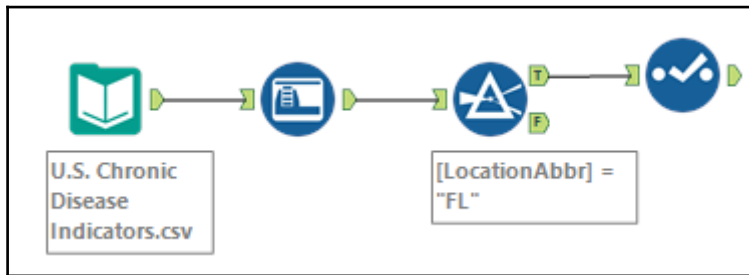 T
F
U.S. Chronic
Disease
Indicators.csv
[LocationAbbr] =
"FL"